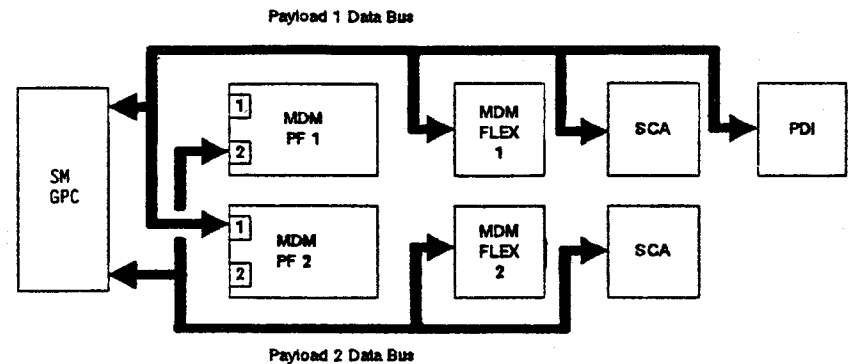 Payload 1 Data Bus
SM
GPC
1
2
MDM
PF 1
MDM
FLEX
1
SCA
PDI
1
2
MDM
PF 2
MDM
FLEX
2
SCA
Payload 2 Data Bus